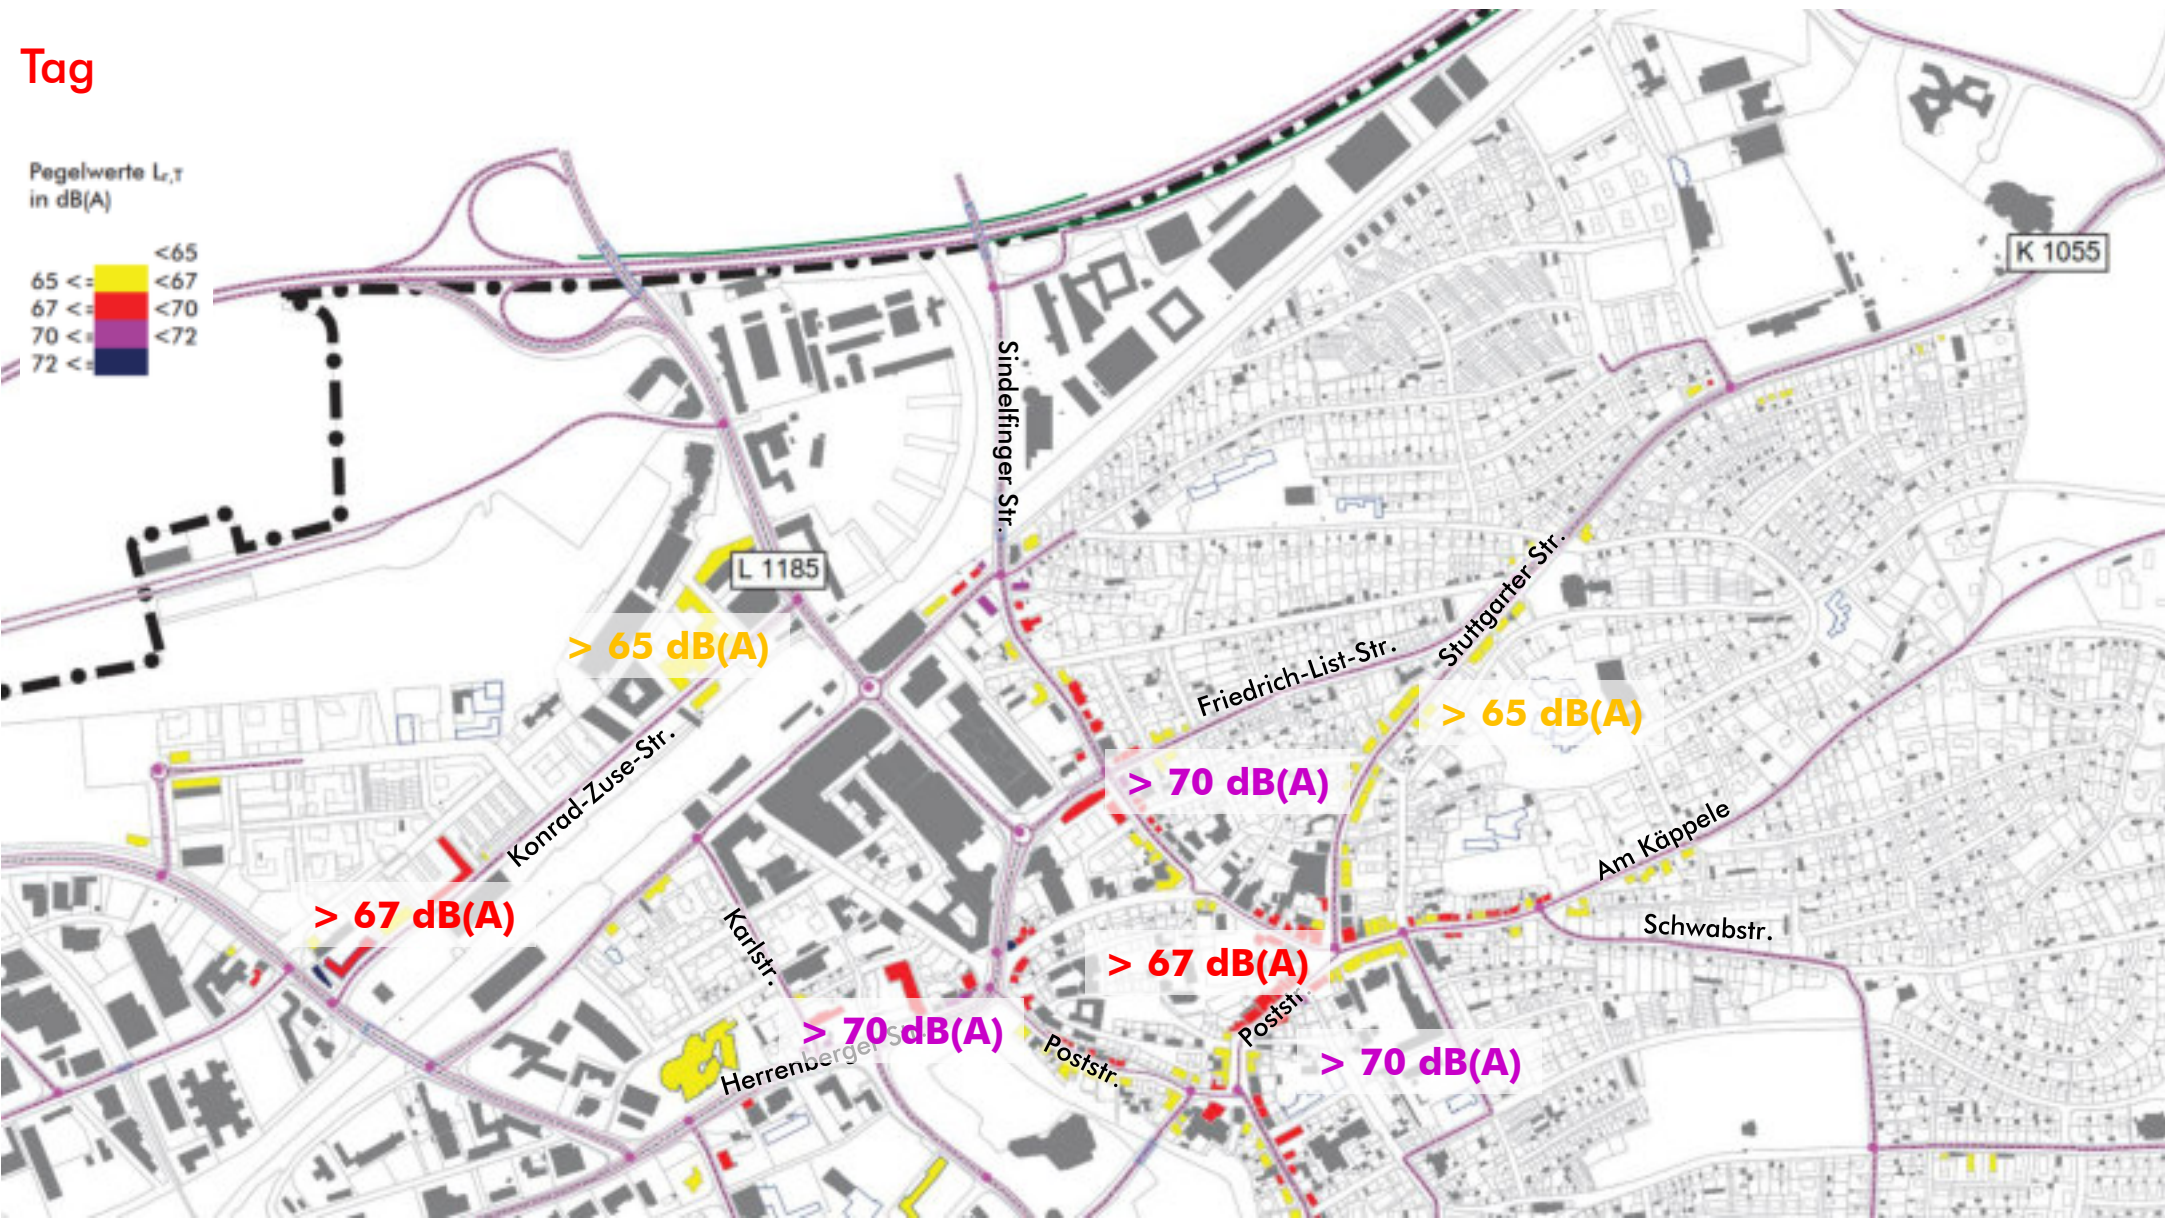 Tag
Pegelwerte Lr,T
in dB(A)
<65
65 <= <67
67 <= <70
70 <= <72
72 <=
K 1055
Sindelfinger Str.
L 1185
Stuttgarter Str.
> 65 dB(A)
Friedrich-List-Str.
> 65 dB(A)
Konrad-Zuse-Str.
> 70 dB(A)
Am Käppele
> 67 dB(A)
Karlstr.
Schwabstr.
> 67 dB(A)
Poststr.
> 70 dB(A)
Herrenberger Str.
Poststr.
> 70 dB(A)